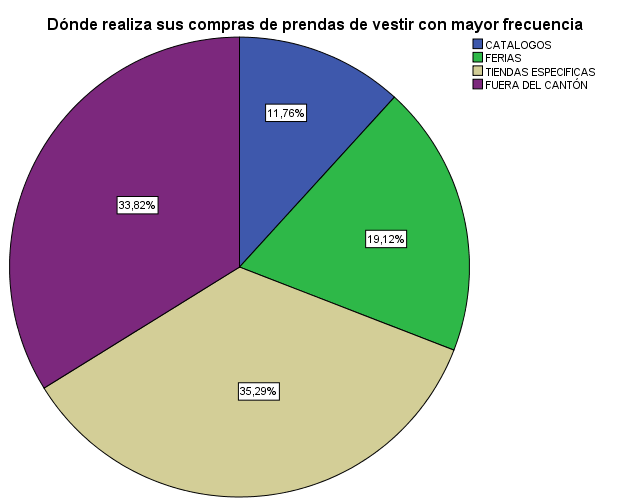 Dónde realiza sus compras de prendas de vestir con mayor frecuencia
CATALOGOS
FERIAS
TIENDAS ESPECIFICAS
FUERA DEL CANTÓN
11,76%
33,82%
19,12%
35,29%